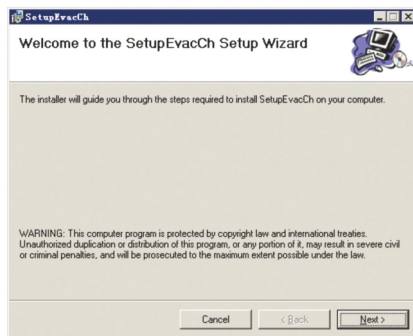 SetupEvacCh
Welcome to the SetupEvacCh Setup Wizard
The installer will guide you through the steps required to install SetupEvacCh on your computer.
WARNING: This computer program is protected by copyright law and international treaties.
Unauthorized duplication or distribution of this program, or any portion of it, may result in severe civil
or criminal penalties, and will be prosecuted to the maximum extent possible under the law.
Cancel
< Back
Next >